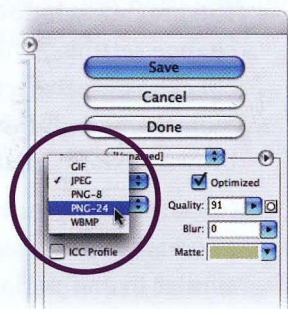 Save
Cancel
Done
[Unnamed]
GIF
✓ JPEG
PNG-8
PNG-24
WBMP
Optimized
Quality: 91
Blur: 0
ICC Profile
Matte: